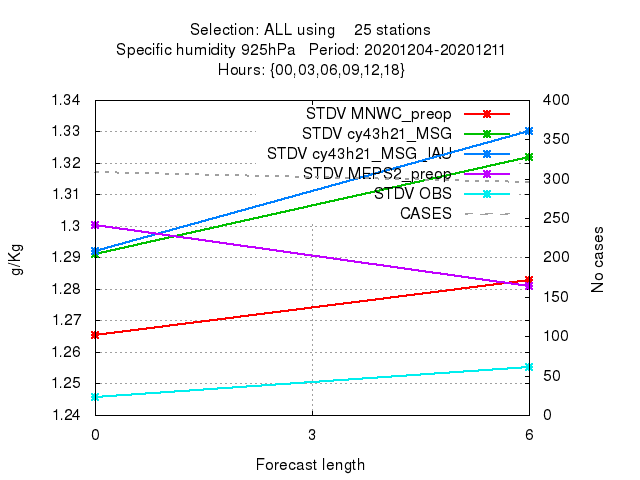 Selection: ALL using    25 stations
Specific humidity 925hPa   Period: 20201204-20201211
Hours: {00,03,06,09,12,18}
1.34
1.33
1.32
1.31
1.3
1.29
1.28
1.27
1.26
1.25
1.24
g/Kg
STDV MNWC_preop
STDV cy43h21_MSG
STDV cy43h21_MSG_IAU
STDV MEPS2_preop
STDV OBS
CASES
400
350
300
250
200
150
100
50
0
No cases
0 3 6
Forecast length